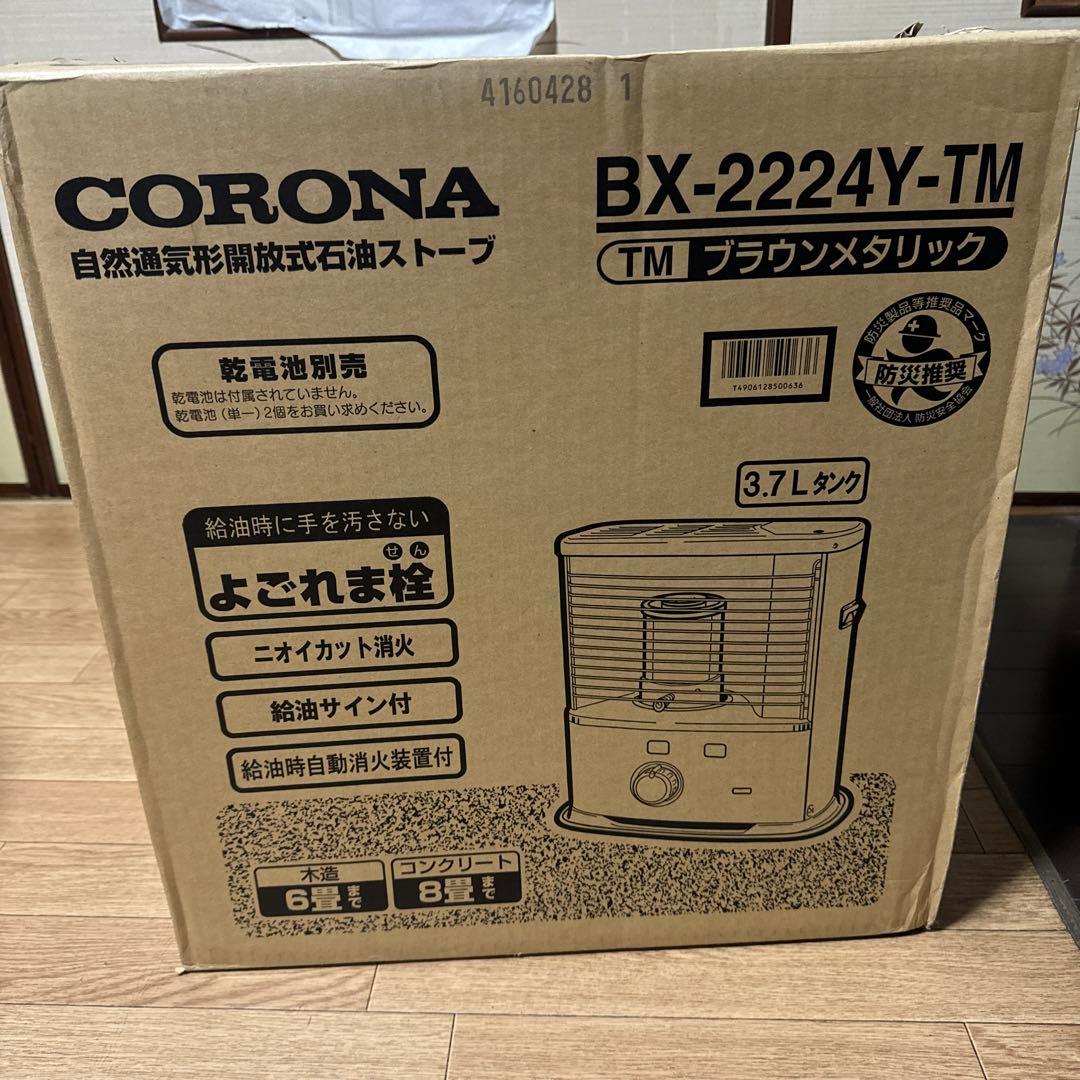 4160428 1
CORONA
自然通気形開放式石油ストーブ
BX-2224Y-TM
TM ブラウンメタリック
乾電池別売
乾電池は付属されていません。
乾電池（単一）2個をお買い求めください。
T4906128500636
防災製品等推奨品マーク
防災推奨
一般社団法人 防災安全協会
3.7Lタンク
給油時に手を汚さない
せん
よごれま栓
ニオイカット消火
給油サイン付
給油時自動消火装置付
木造
6畳まで
コンクリート
8畳まで